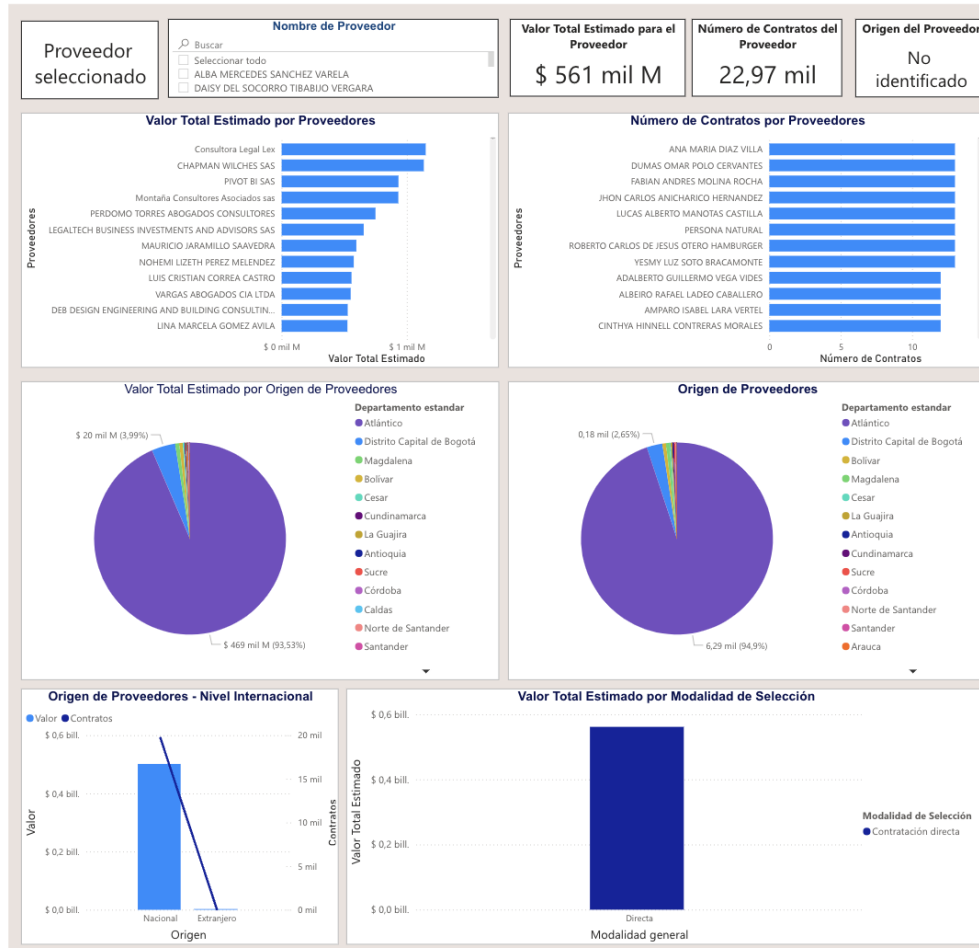 Proveedor
seleccionado
Nombre de Proveedor
Buscar
Seleccionar todo
ALBA MERCEDES SANCHEZ VARELA
DAISY DEL SOCORRO TIBABIJO VERGARA
Valor Total Estimado para el
Proveedor
$ 561 mil M
Número de Contratos del
Proveedor
22,97 mil
Origen del Proveedor
No
identificado
Valor Total Estimado por Proveedores
Proveedores
Consultora Legal Lex
CHAPMAN WILCHES SAS
PIVOT BI SAS
Montaña Consultores Asociados sas
PERDOMO TORRES ABOGADOS CONSULTORES
LEGALTECH BUSINESS INVESTMENTS AND ADVISORS SAS
MAURICIO JARAMILLO SAAVEDRA
NOHEMI LIZETH PEREZ MELENDEZ
LUIS CRISTIAN CORREA CASTRO
VARGAS ABOGADOS CIA LTDA
DEB DESIGN ENGINEERING AND BUILDING CONSULTIN...
LINA MARCELA GOMEZ AVILA
$ 0 mil M
$ 1 mil M
Valor Total Estimado
Número de Contratos por Proveedores
Proveedores
ANA MARIA DIAZ VILLA
DUMAS OMAR POLO CERVANTES
FABIAN ANDRES MOLINA ROCHA
JHON CARLOS ANICHARICO HERNANDEZ
LUCAS ALBERTO MANOTAS CASTILLA
PERSONA NATURAL
ROBERTO CARLOS DE JESUS OTERO HAMBURGER
YESMY LUZ SOTO BRACAMONTE
ADALBERTO GUILLERMO VEGA VIDES
ALBEIRO RAFAEL LADEO CABALLERO
AMPARO ISABEL LARA VERTEL
CINTHYA HINNELL CONTRERAS MORALES
0
5
10
Número de Contratos
Valor Total Estimado por Origen de Proveedores
$ 20 mil M (3,99%)
$ 469 mil M (93,53%)
Departamento estandar
Atlántico
Distrito Capital de Bogotá
Magdalena
Bolívar
Cesar
Cundinamarca
La Guajira
Antioquia
Sucre
Córdoba
Caldas
Norte de Santander
Santander
Origen de Proveedores
0,18 mil (2,65%)
6,29 mil (94,9%)
Departamento estandar
Atlántico
Distrito Capital de Bogotá
Bolívar
Magdalena
Cesar
La Guajira
Antioquia
Cundinamarca
Sucre
Córdoba
Norte de Santander
Santander
Arauca
Origen de Proveedores - Nivel Internacional
Valor
Contratos
$ 0,6 bill.
$ 0,4 bill.
$ 0,2 bill.
$ 0,0 bill.
Valor
20 mil
15 mil
10 mil
5 mil
0 mil
Contratos
Nacional
Extranjero
Origen
Valor Total Estimado por Modalidad de Selección
Valor Total Estimado
$ 0,6 bill.
$ 0,4 bill.
$ 0,2 bill.
$ 0,0 bill.
Directa
Modalidad general
Modalidad de Selección
Contratación directa